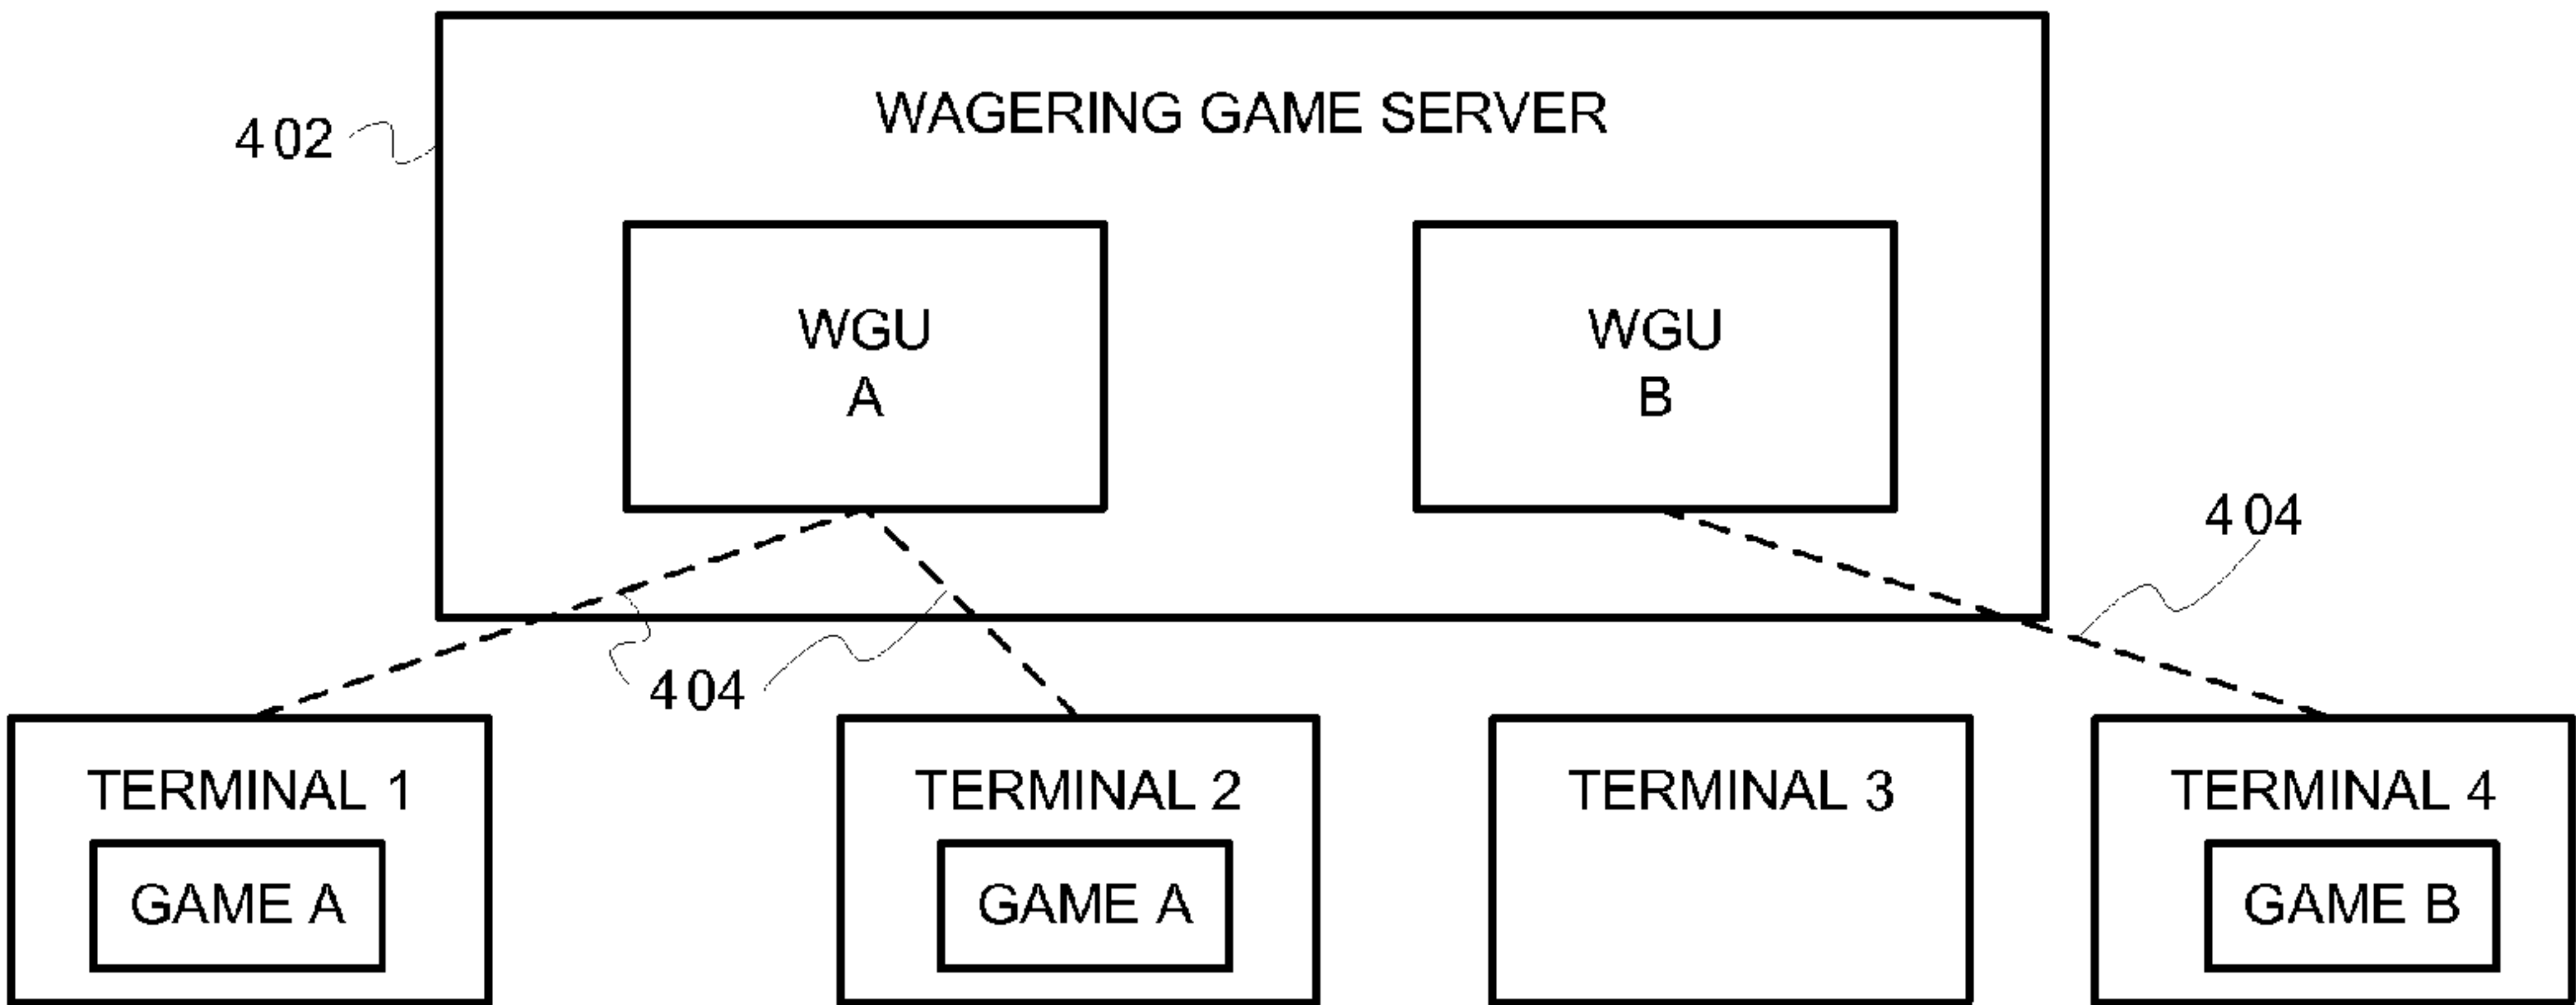 WAGERING GAME SERVER
402
WGU
A
WGU
B
404
404
TERMINAL 1
GAME A
TERMINAL 2
GAME A
TERMINAL 3
TERMINAL 4
GAME B